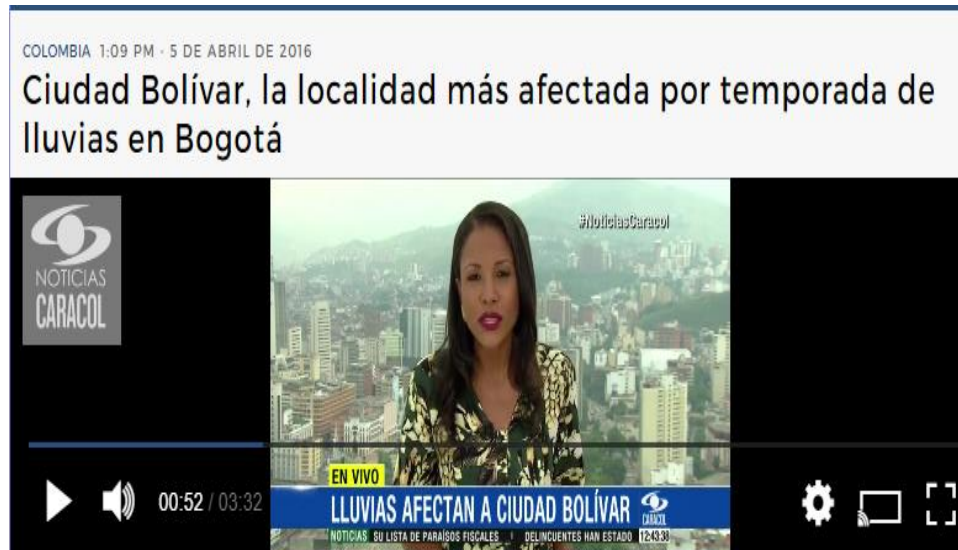 COLOMBIA 1:09 PM - 5 DE ABRIL DE 2016
Ciudad Bolívar, la localidad más afectada por temporada de
lluvias en Bogotá
NOTICIAS
CARACOL
#NoticiasCaracol
EN VIVO
LLUVIAS AFECTAN A CIUDAD BOLÍVAR
CARACOL
NOTICIAS SU LISTA DE PARAÍSOS FISCALES | DELINCUENTES HAN ESTADO 12:43:38
00:52 / 03:32